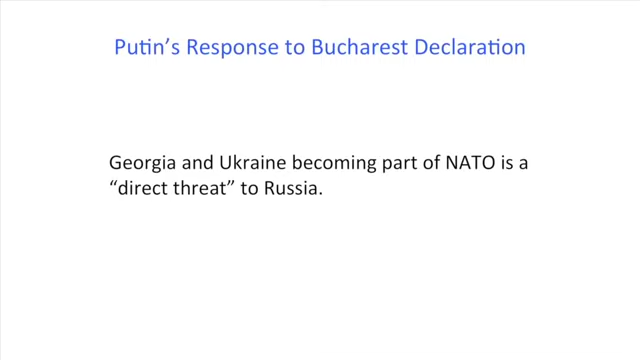 Putin’s Response to Bucharest Declaration
Georgia and Ukraine becoming part of NATO is a
“direct threat” to Russia.